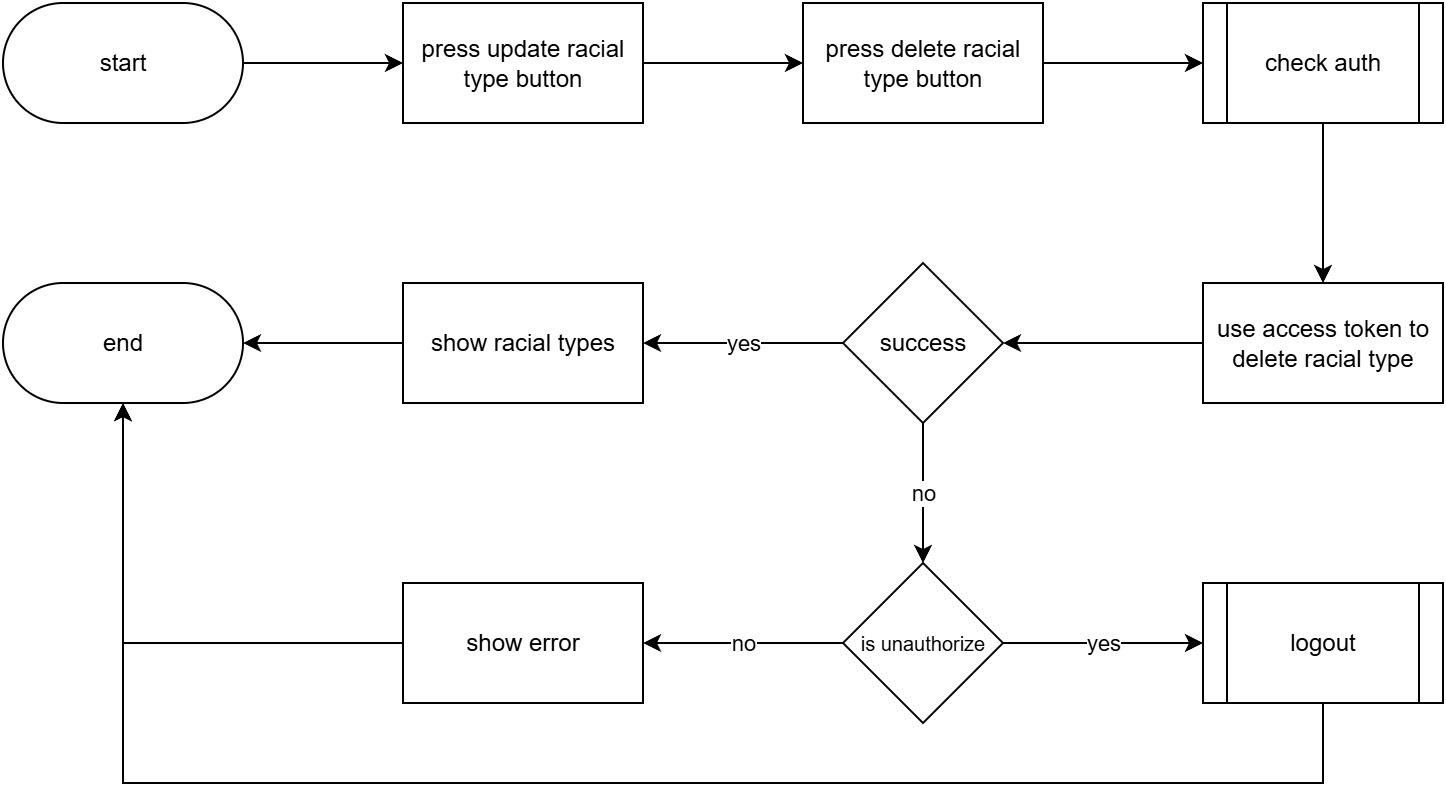 start
press update racial
type button
press delete racial
type button
check auth
end
show racial types
yes
success
use access token to
delete racial type
no
show error
no
is unauthorize
yes
logout